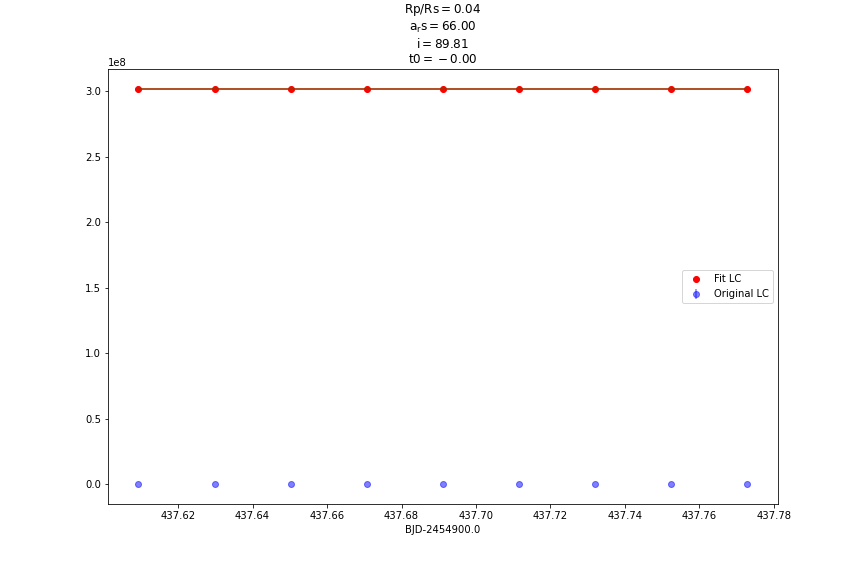 Rp/Rs = 0.04
aᵣs = 66.00
i = 89.81
t0 = −0.00
1e8
3.0
2.5
2.0
1.5
1.0
0.5
0.0
Fit LC
Original LC
437.62 437.64 437.66 437.68 437.70 437.72 437.74 437.76 437.78
BJD-2454900.0